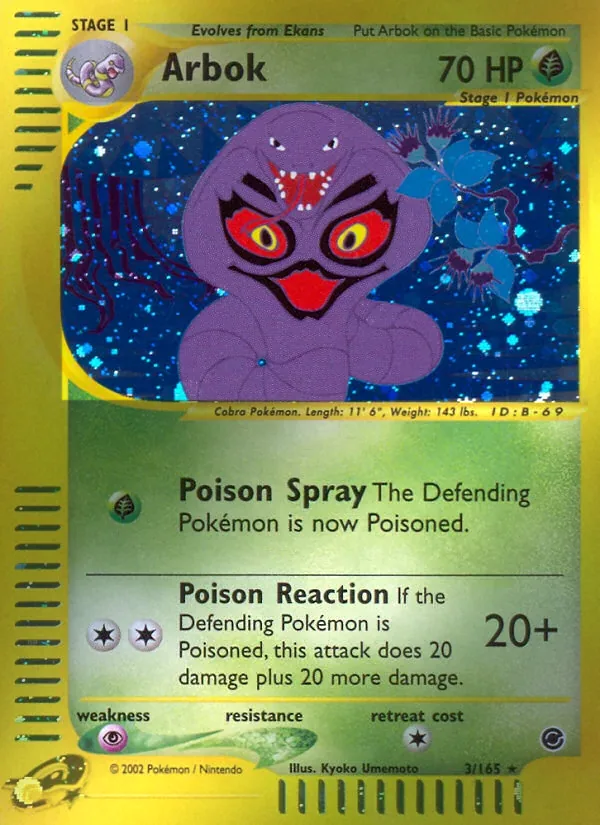 STAGE 1
Evolves from Ekans Put Arbok on the Basic Pokémon
Arbok 70 HP
Stage 1 Pokémon
Cobra Pokémon. Length: 11' 6", Weight: 143 lbs. ID:B-69
Poison Spray The Defending
Pokémon is now Poisoned.
Poison Reaction If the
Defending Pokémon is
Poisoned, this attack does 20
damage plus 20 more damage.
20+
weakness resistance retreat cost
© 2002 Pokémon / Nintendo Illus. Kyoko Umemoto 3/165 ★